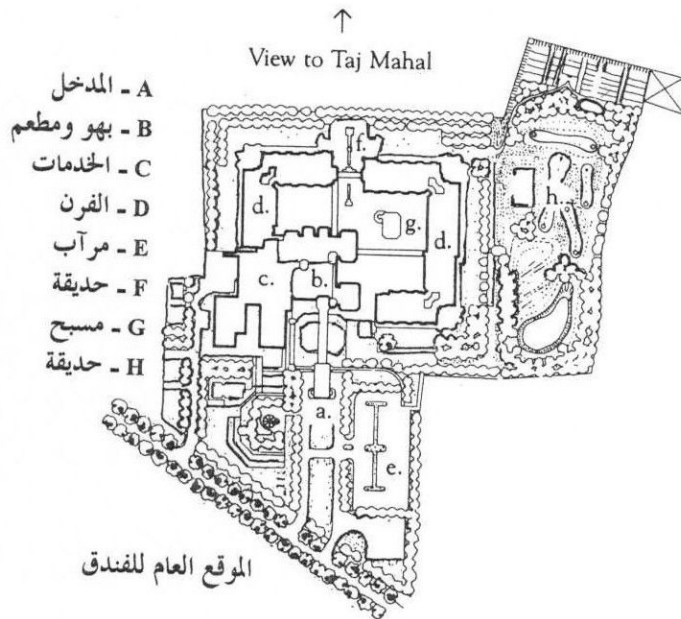 View to Taj Mahal
A - المدخل
B - بهو ومطعم
C - الخدمات
D - الفرن
E - مرآب
F - حديقة
G - مسبح
H - حديقة
f.
d.
g.
d.
h.
c.
b.
a.
e.
الموقع العام للفندق